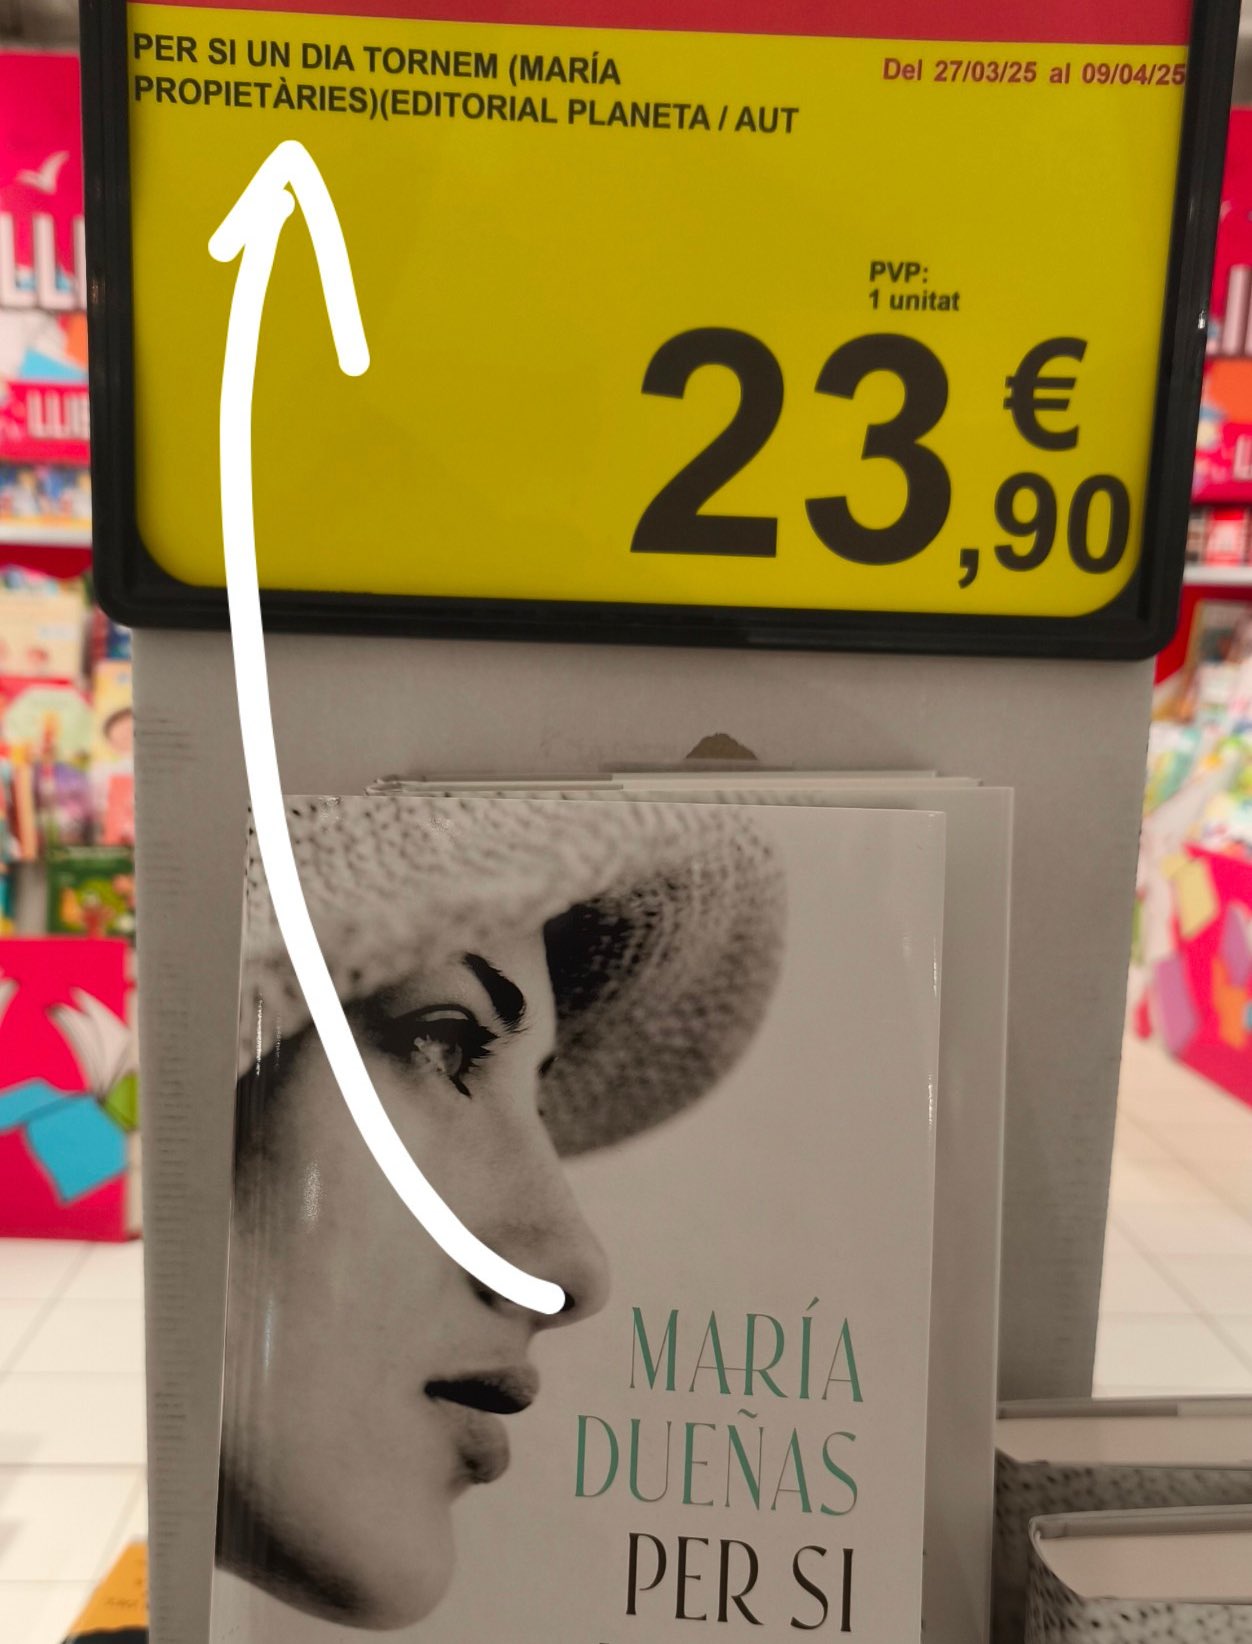 PER SI UN DIA TORNEM (MARÍA
PROPIETÀRIES)(EDITORIAL PLANETA / AUT
Del 27/03/25 al 09/04/25
PVP:
1 unitat
23,90 €
MARÍA
DUEÑAS
PER SI